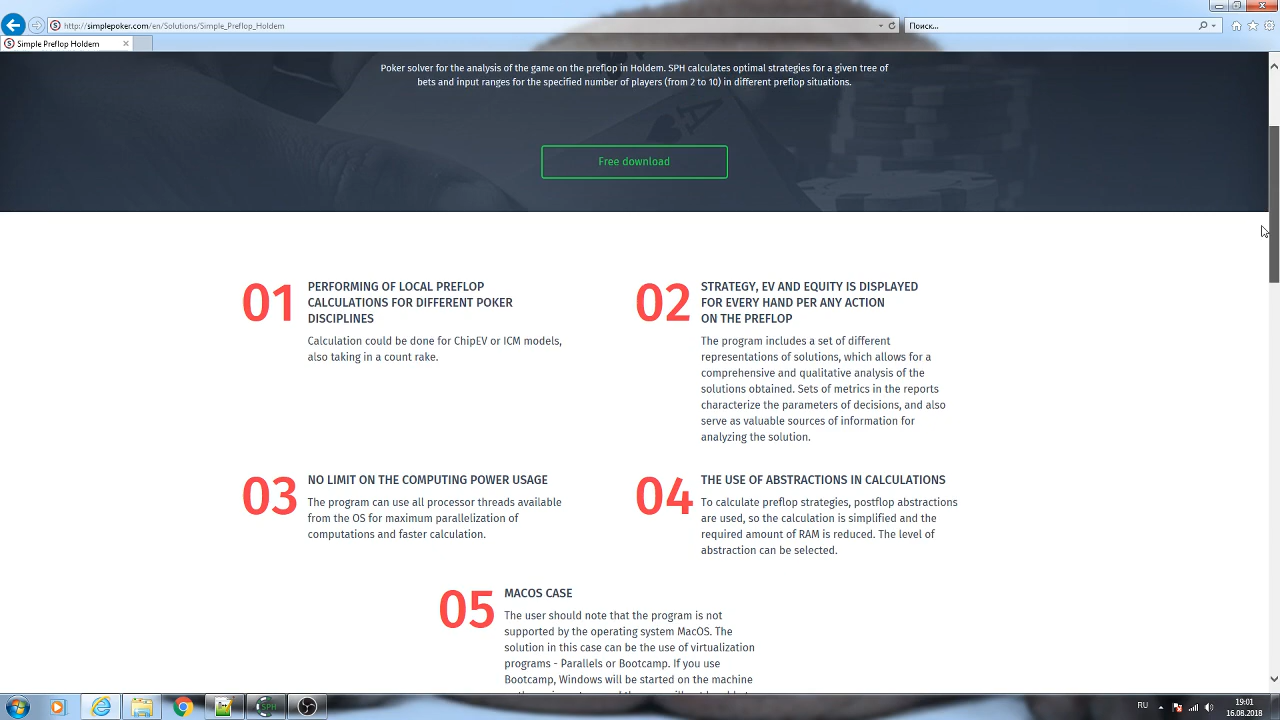 http://simplepoker.com/en/Solutions/Simple_Preflop_Holdem
Поиск...
Simple Preflop Holdem
Poker solver for the analysis of the game on the preflop in Holdem. SPH calculates optimal strategies for a given tree of
bets and input ranges for the specified number of players (from 2 to 10) in different preflop situations.
Free download
01
PERFORMING OF LOCAL PREFLOP
CALCULATIONS FOR DIFFERENT POKER
DISCIPLINES
Calculation could be done for ChipEV or ICM models,
also taking in a count rake.
02
STRATEGY, EV AND EQUITY IS DISPLAYED
FOR EVERY HAND PER ANY ACTION
ON THE PREFLOP
The program includes a set of different
representations of solutions, which allows for a
comprehensive and qualitative analysis of the
solutions obtained. Sets of metrics in the reports
characterize the parameters of decisions, and also
serve as valuable sources of information for
analyzing the solution.
03
NO LIMIT ON THE COMPUTING POWER USAGE
The program can use all processor threads available
from the OS for maximum parallelization of
computations and faster calculation.
04
THE USE OF ABSTRACTIONS IN CALCULATIONS
To calculate preflop strategies, postflop abstractions
are used, so the calculation is simplified and the
required amount of RAM is reduced. The level of
abstraction can be selected.
05
MACOS CASE
The user should note that the program is not
supported by the operating system MacOS. The
solution in this case can be the use of virtualization
programs - Parallels or Bootcamp. If you use
Bootcamp, Windows will be started on the machine
SPH
RU
19:01
16.08.2018